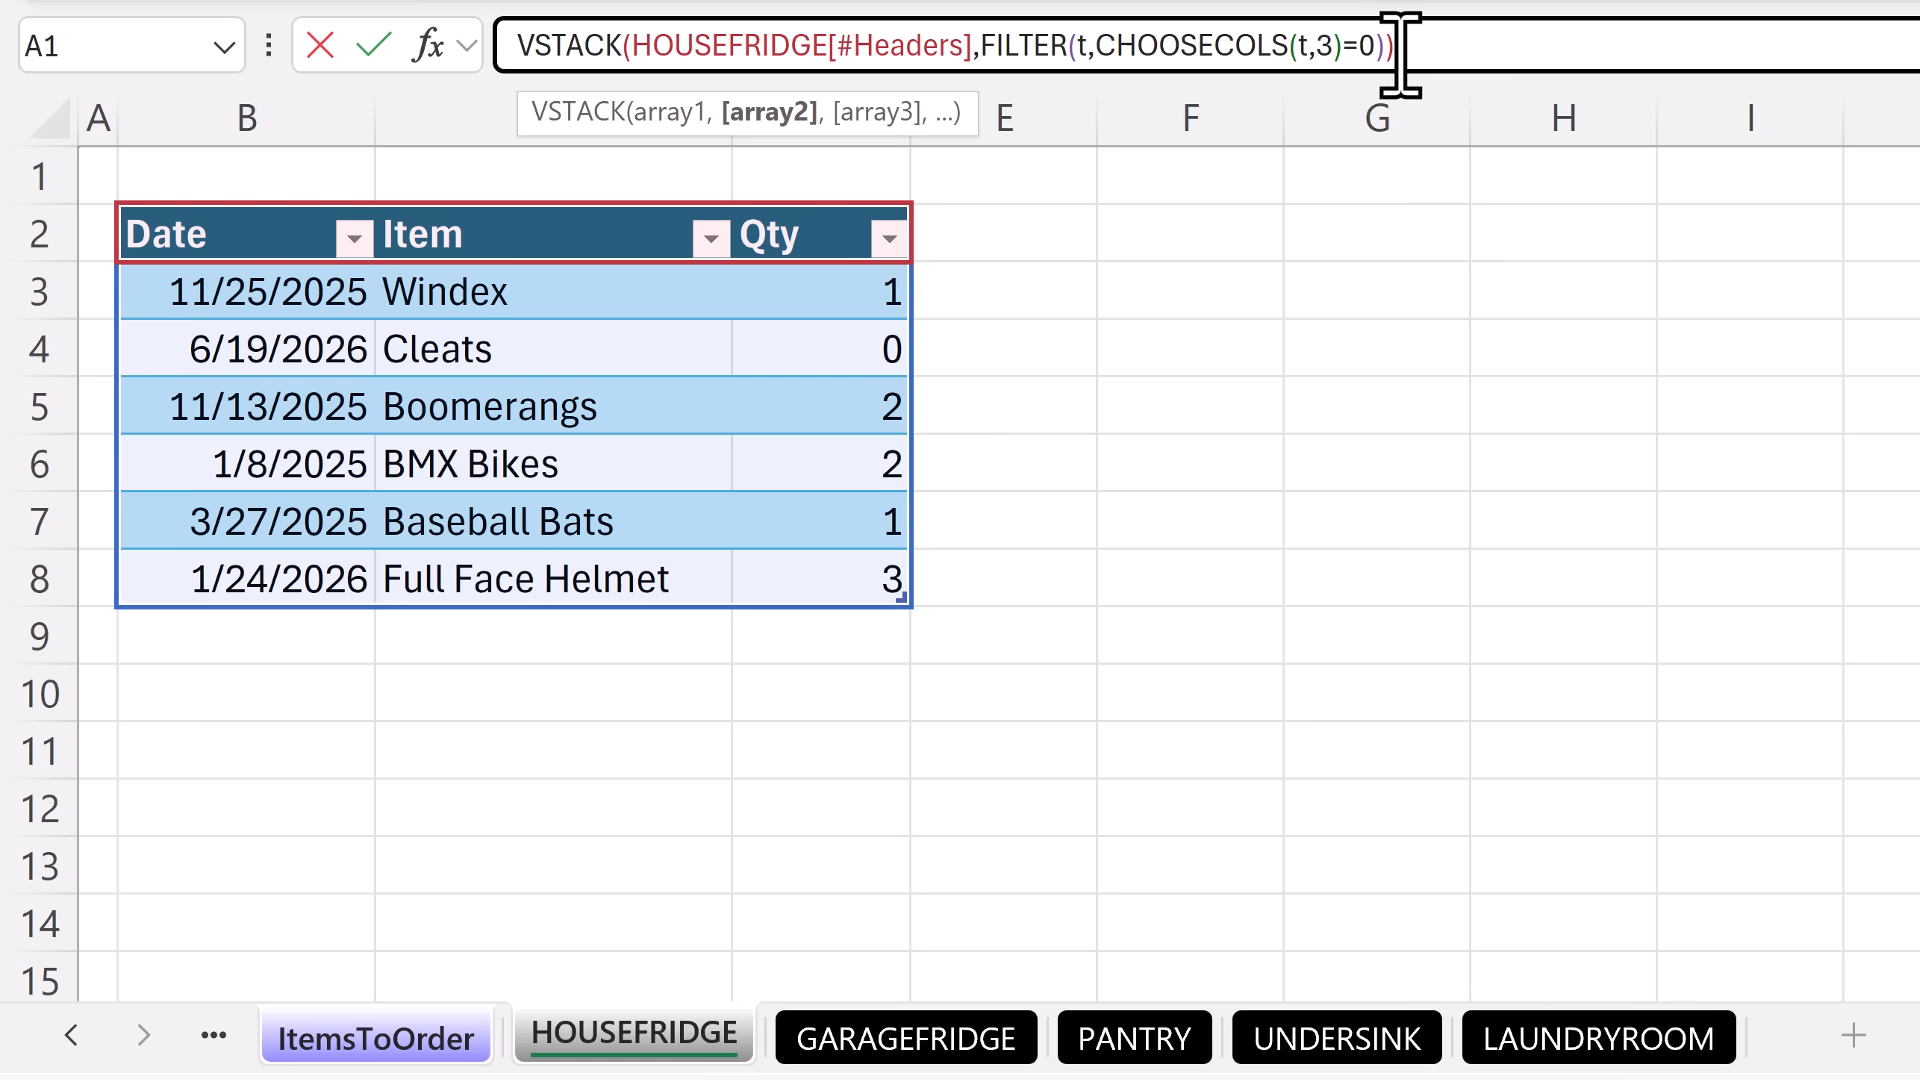 A1 fx VSTACK(HOUSEFRIDGE[#Headers],FILTER(t,CHOOSECOLS(t,3)=0))
VSTACK(array1, [array2], [array3], ...)
A B E F G H I
1
2 Date Item Qty
3 11/25/2025 Windex 1
4 6/19/2026 Cleats 0
5 11/13/2025 Boomerangs 2
6 1/8/2025 BMX Bikes 2
7 3/27/2025 Baseball Bats 1
8 1/24/2026 Full Face Helmet 3
9
10
11
12
13
14
15
ItemsToOrder HOUSEFRIDGE GARAGEFRIDGE PANTRY UNDERSINK LAUNDRYROOM